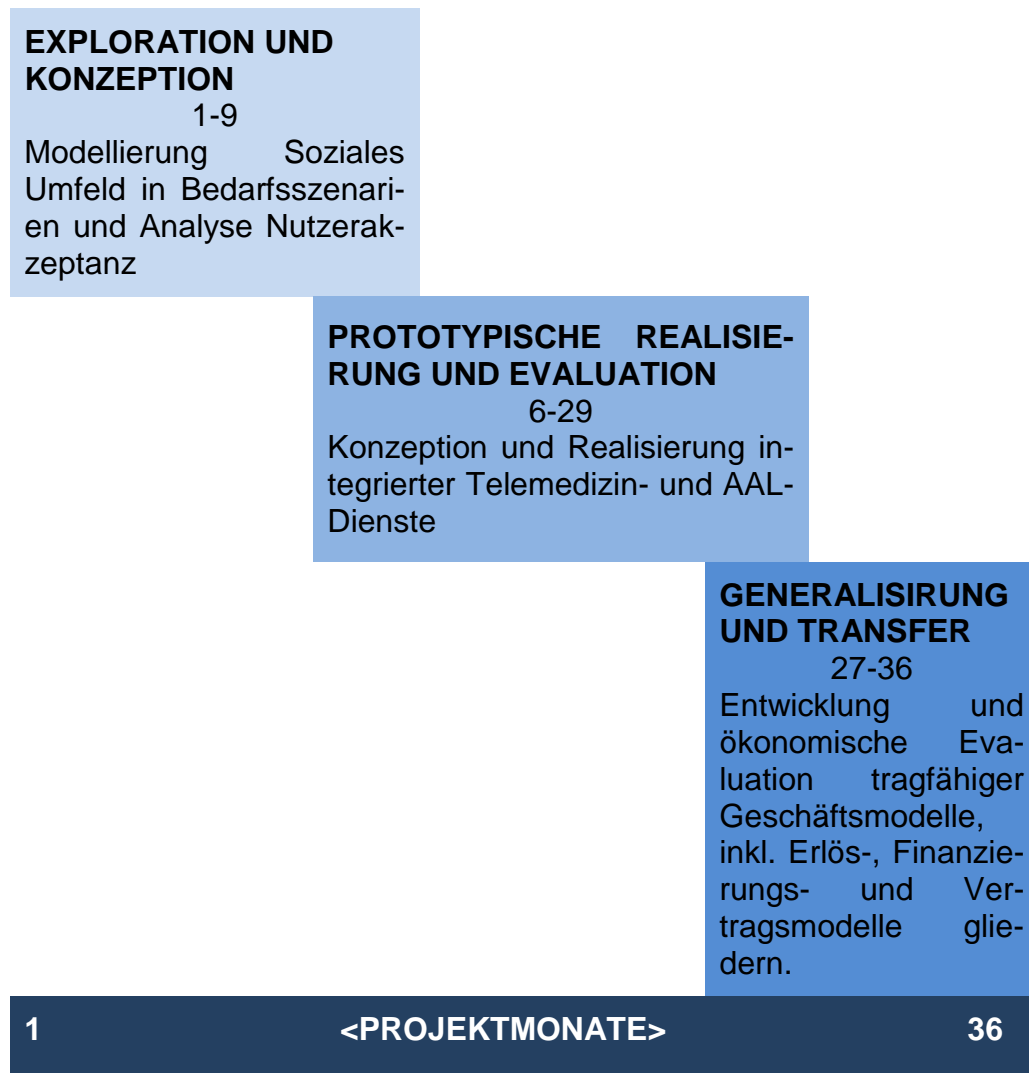 EXPLORATION UND
KONZEPTION
1-9
Modellierung Soziales
Umfeld in Bedarfsszenari-
en und Analyse Nutzerak-
zeptanz
PROTOTYPISCHE REALISIE-
RUNG UND EVALUATION
6-29
Konzeption und Realisierung in-
tegrierter Telemedizin- und AAL-
Dienste
GENERALISIRUNG
UND TRANSFER
27-36
Entwicklung und
ökonomische Eva-
luation tragfähiger
Geschäftsmodelle,
inkl. Erlös-, Finanzie-
rungs- und Ver-
tragsmodelle glie-
dern.
1 <PROJEKTMONATE> 36